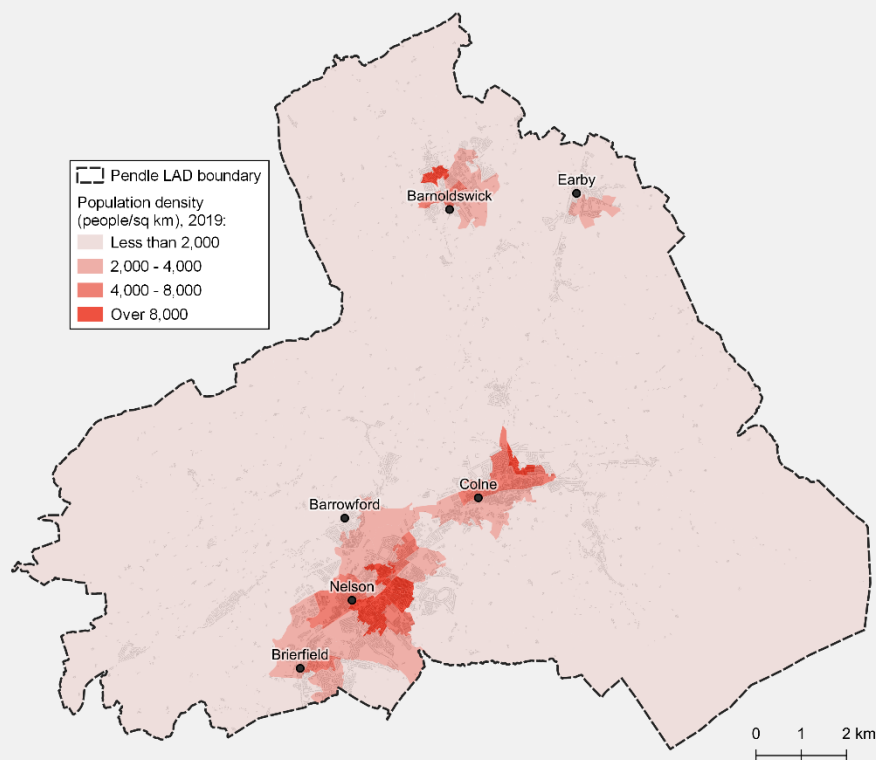 Pendle LAD boundary
Population density
(people/sq km), 2019:
Less than 2,000
2,000 - 4,000
4,000 - 8,000
Over 8,000
Barnoldswick
Earby
Colne
Barrowford
Nelson
Brierfield
0 1 2 km